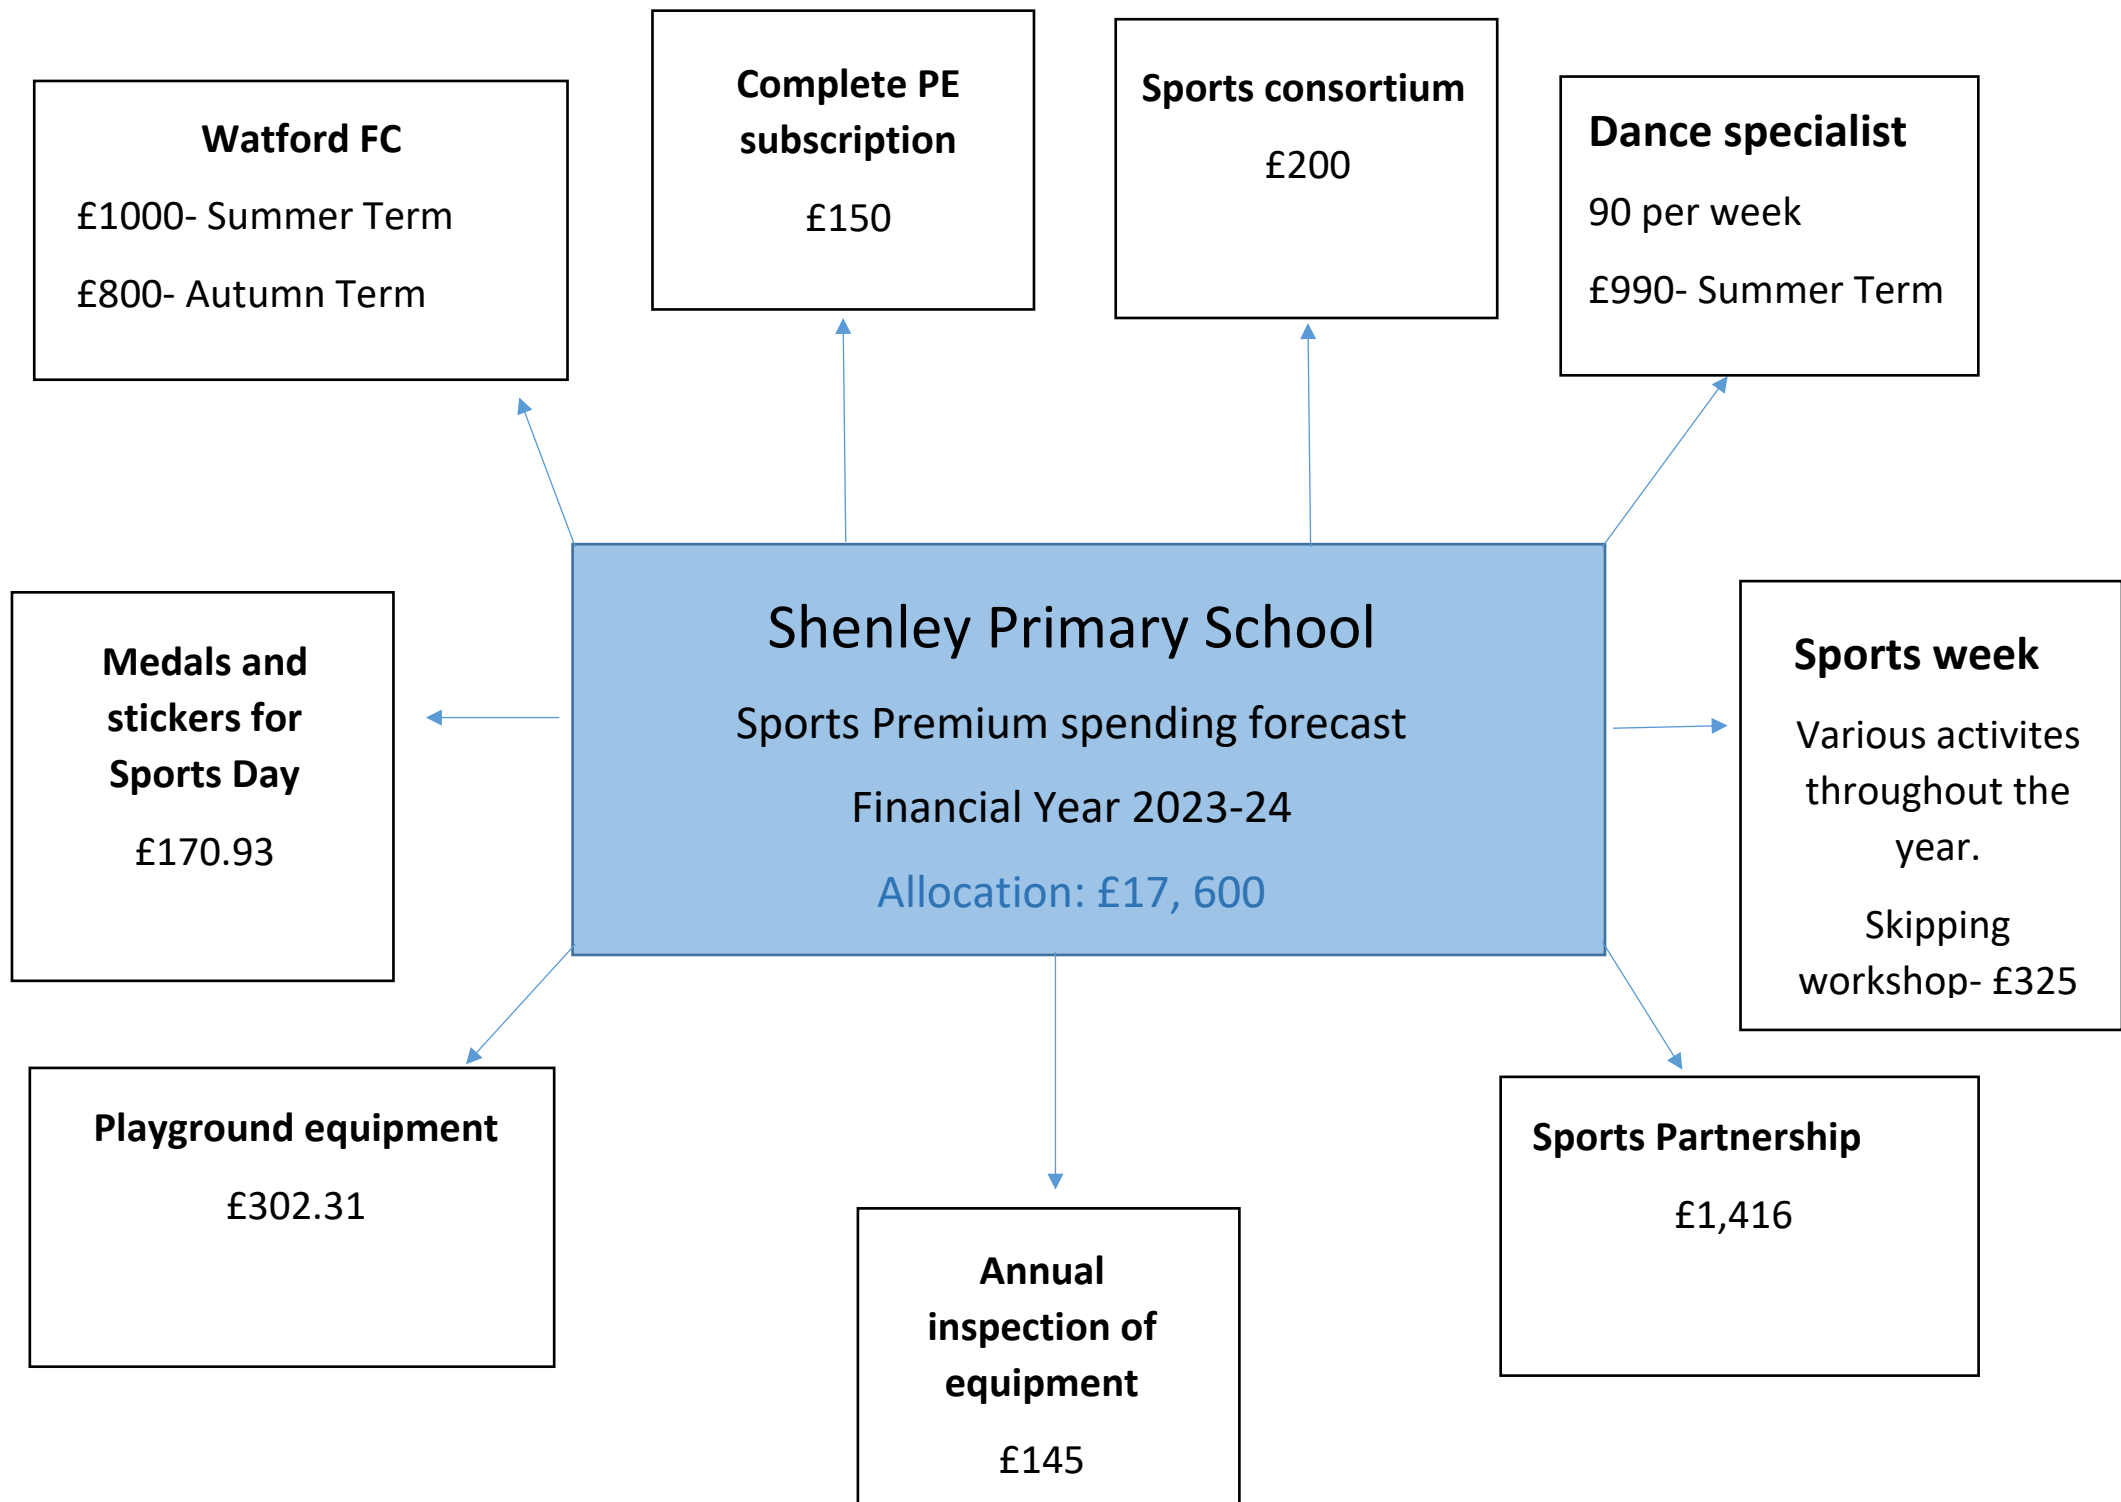 Watford FC
£1000- Summer Term
£800- Autumn Term
Complete PE
subscription
£150
Sports consortium
£200
Dance specialist
90 per week
£990- Summer Term
Medals and
stickers for
Sports Day
£170.93
Shenley Primary School
Sports Premium spending forecast
Financial Year 2023-24
Allocation: £17, 600
Sports week
Various activites
throughout the
year.
Skipping
workshop- £325
Playground equipment
£302.31
Annual
inspection of
equipment
£145
Sports Partnership
£1,416